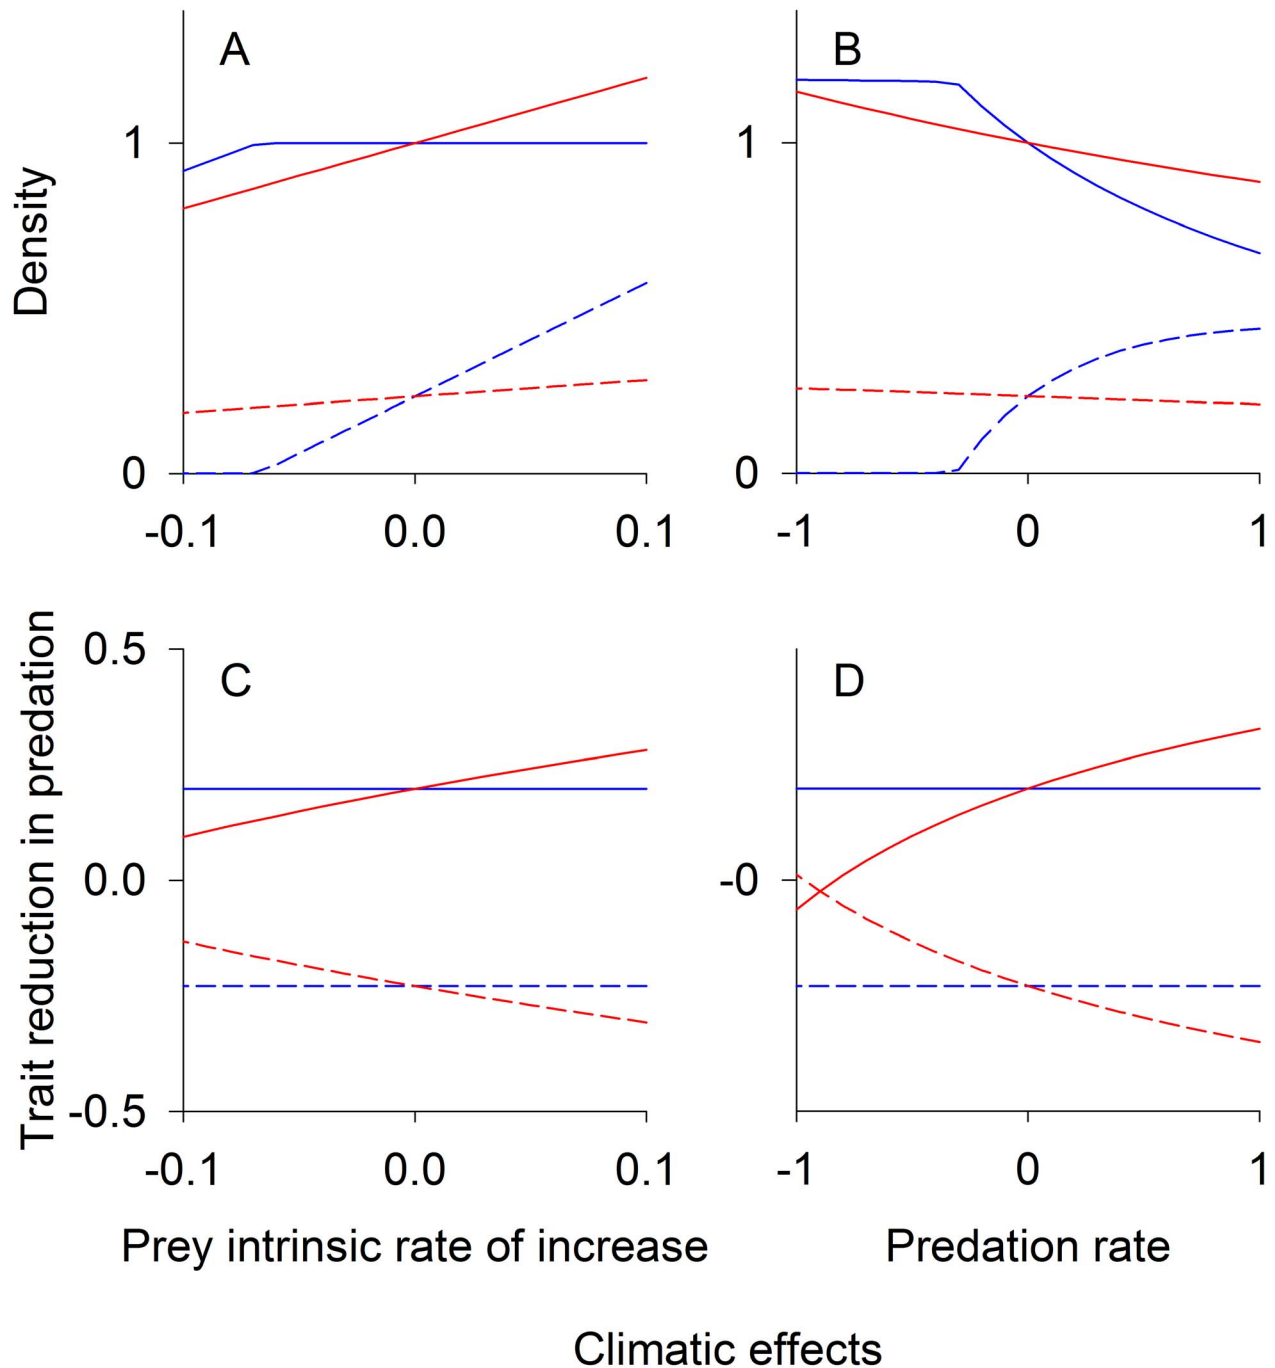 A
B
Density
1
0
-0.1 0.0 0.1
1
0
-1 0 1
C
D
Trait reduction in predation
0.5
0.0
-0.5
-0.1 0.0 0.1
-0
-1 0 1
Prey intrinsic rate of increase
Predation rate
Climatic effects